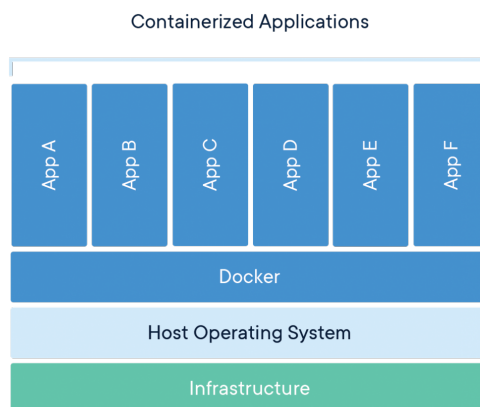 Containerized Applications
App A
App B
App C
App D
App E
App F
Docker
Host Operating System
Infrastructure